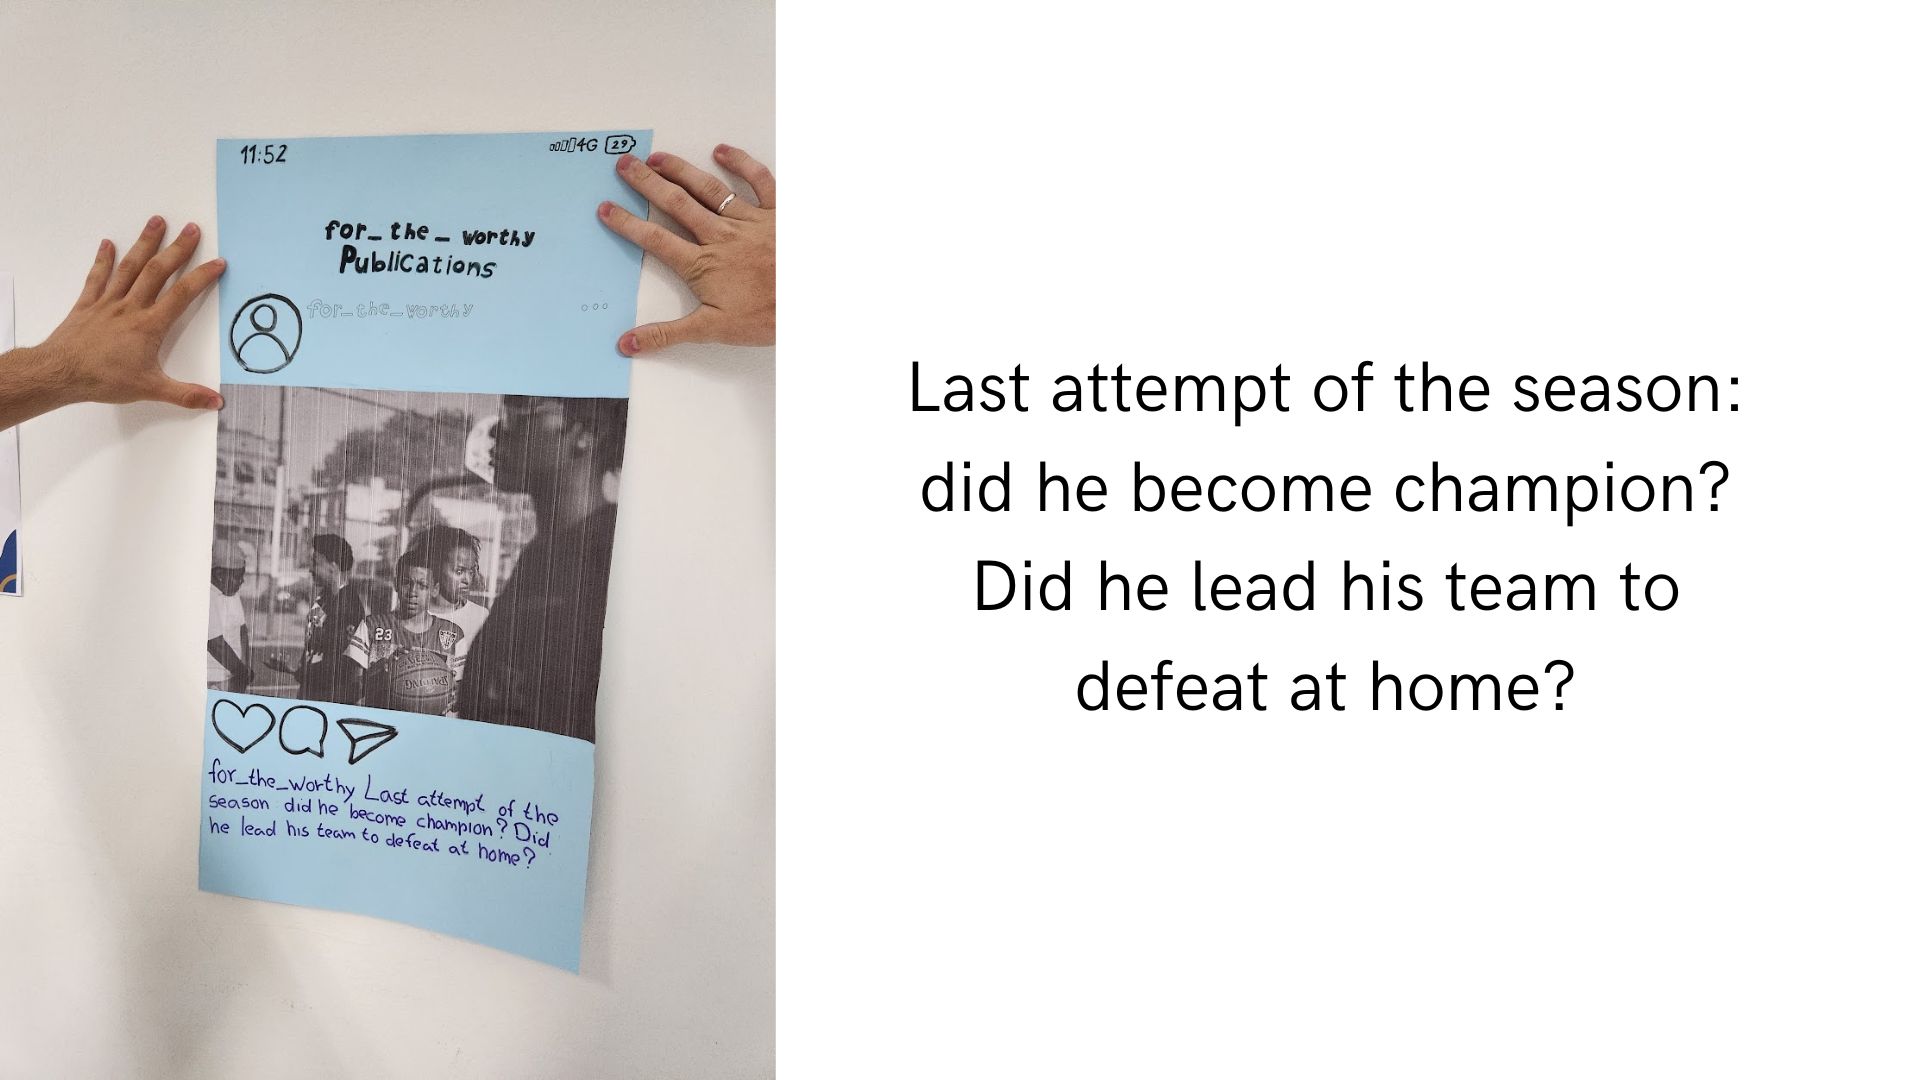 11:52
4G 29
for_the_worthy
Publications
for_the_worthy
23
SPALDING
for_the_worthy Last attempt of the
season did he become champion? Did
he lead his team to defeat at home?
Last attempt of the season:
did he become champion?
Did he lead his team to
defeat at home?